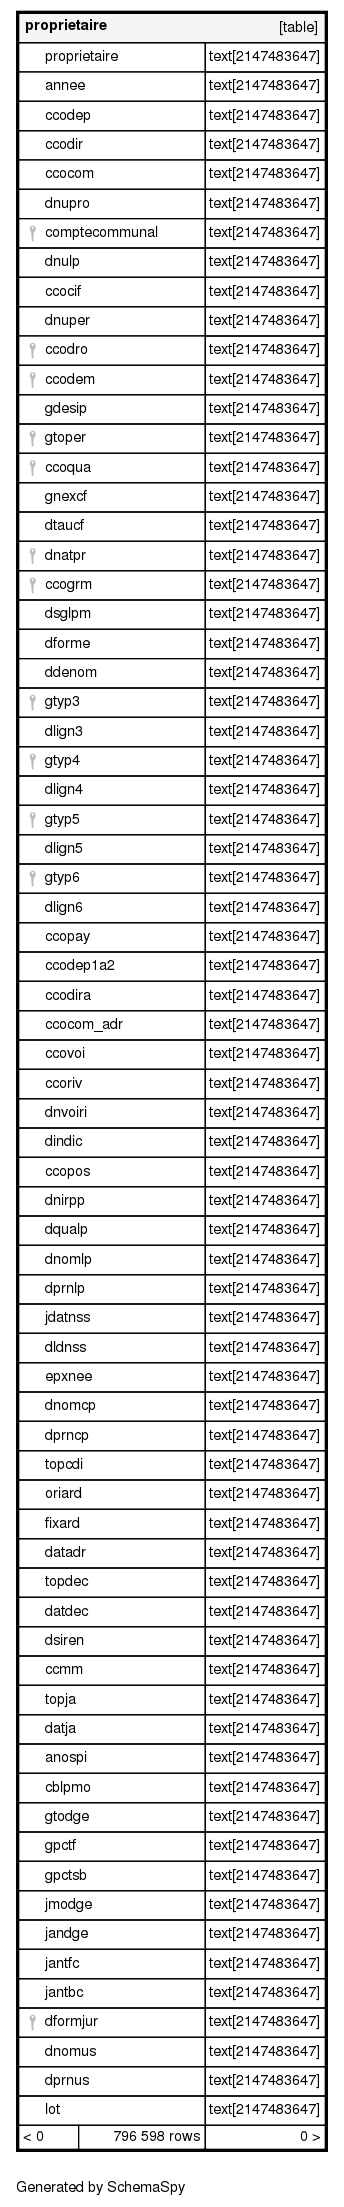 proprietaire [table]
proprietaire text[2147483647]
annee text[2147483647]
ccodep text[2147483647]
ccodir text[2147483647]
ccocom text[2147483647]
dnupro text[2147483647]
comptecommunal text[2147483647]
dnulp text[2147483647]
ccocif text[2147483647]
dnuper text[2147483647]
ccodro text[2147483647]
ccodem text[2147483647]
gdesip text[2147483647]
gtoper text[2147483647]
ccoqua text[2147483647]
gnexcf text[2147483647]
dtaucf text[2147483647]
dnatpr text[2147483647]
ccogrm text[2147483647]
dsglpm text[2147483647]
dforme text[2147483647]
ddenom text[2147483647]
gtyp3 text[2147483647]
dlign3 text[2147483647]
gtyp4 text[2147483647]
dlign4 text[2147483647]
gtyp5 text[2147483647]
dlign5 text[2147483647]
gtyp6 text[2147483647]
dlign6 text[2147483647]
ccopay text[2147483647]
ccodep1a2 text[2147483647]
ccodira text[2147483647]
ccocom_adr text[2147483647]
ccovoi text[2147483647]
ccoriv text[2147483647]
dnvoiri text[2147483647]
dindic text[2147483647]
ccopos text[2147483647]
dnirpp text[2147483647]
dqualp text[2147483647]
dnomlp text[2147483647]
dprnlp text[2147483647]
jdatnss text[2147483647]
dldnss text[2147483647]
epxnee text[2147483647]
dnomcp text[2147483647]
dprncp text[2147483647]
topcdi text[2147483647]
oriard text[2147483647]
fixard text[2147483647]
datadr text[2147483647]
topdec text[2147483647]
datdec text[2147483647]
dsiren text[2147483647]
ccmm text[2147483647]
topja text[2147483647]
datja text[2147483647]
anospi text[2147483647]
cblpmo text[2147483647]
gtodge text[2147483647]
gpctf text[2147483647]
gpctsb text[2147483647]
jmodge text[2147483647]
jandge text[2147483647]
jantfc text[2147483647]
jantbc text[2147483647]
dformjur text[2147483647]
dnomus text[2147483647]
dprnus text[2147483647]
lot text[2147483647]
< 0 796 598 rows 0 >
Generated by SchemaSpy